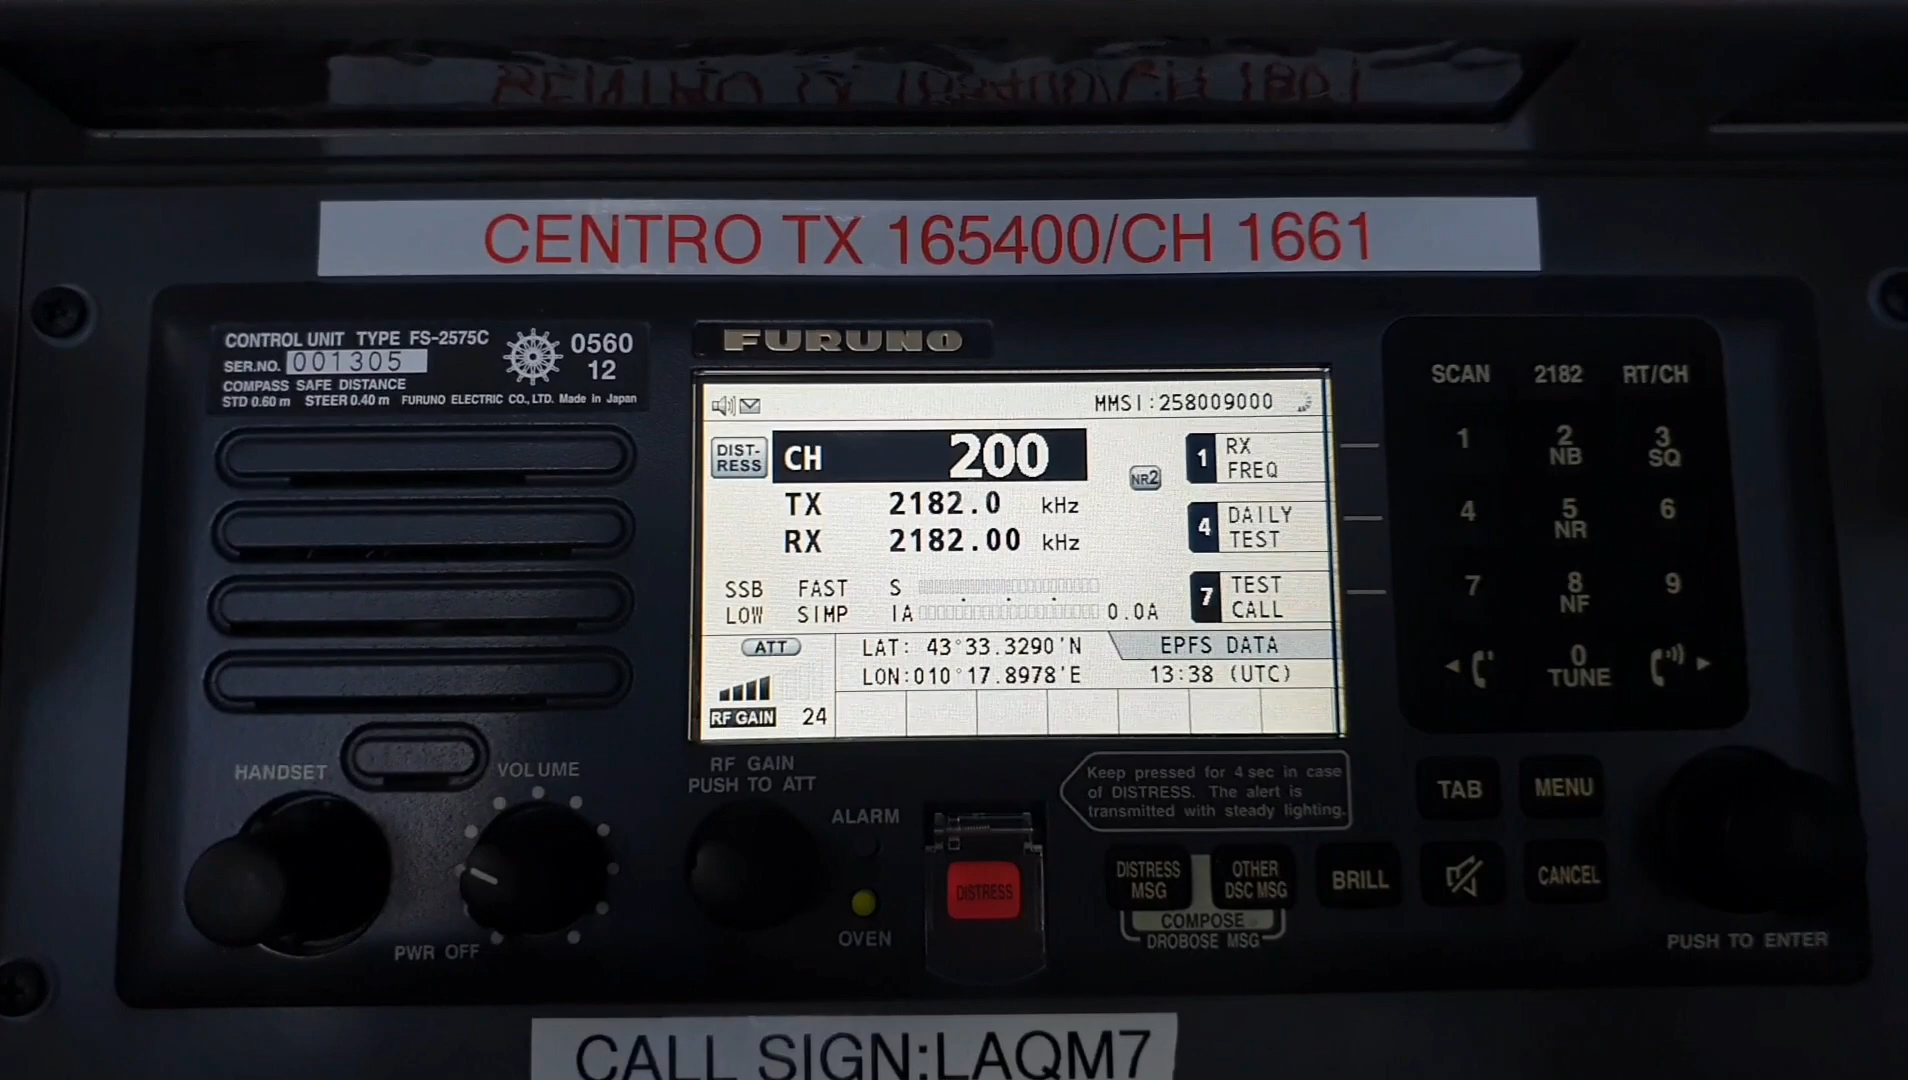 CENTRO TX 165400/CH 1661
CONTROL UNIT TYPE FS-2575C
SER.NO. 001305
COMPASS SAFE DISTANCE
STD 0.60 m STEER 0.40 m FURUNO ELECTRIC CO., LTD. Made in Japan
0560
12
FURUNO
MMSI:258009000
DIST-
RESS
CH 200
TX 2182.0 kHz
RX 2182.00 kHz
NR2
1 RX
FREQ
4 DAILY
TEST
7 TEST
CALL
SSB FAST S
LOW SIMP IA 0.0A
ATT
RF GAIN 24
LAT: 43°33.3290'N EPFS DATA
LON:010°17.8978'E 13:38 (UTC)
SCAN 2182 RT/CH
1 2 3
NB SQ
4 5 6
NR
7 8 9
NF
0
TUNE
HANDSET
VOLUME
PWR OFF
RF GAIN
PUSH TO ATT
ALARM
OVEN
DISTRESS
Keep pressed for 4 sec in case
of DISTRESS. The alert is
transmitted with steady lighting.
DISTRESS
MSG
OTHER
DSC MSG
COMPOSE
DROBOSE MSG
BRILL
TAB
MENU
CANCEL
PUSH TO ENTER
CALL SIGN:LAQM7